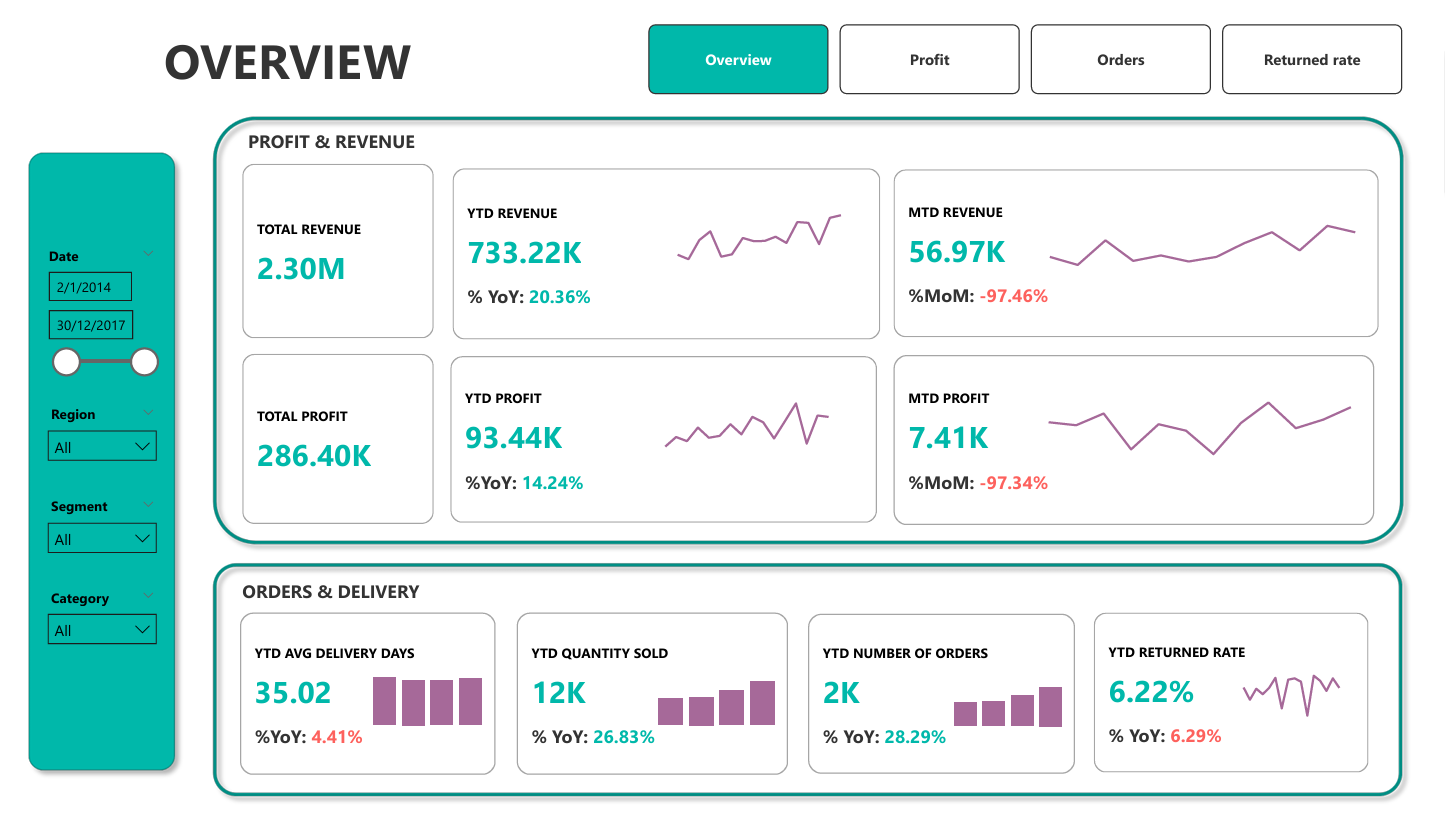 OVERVIEW
Overview
Profit
Orders
Returned rate
Date
2/1/2014
30/12/2017
Region
All
Segment
All
Category
All
PROFIT & REVENUE
TOTAL REVENUE
2.30M
YTD REVENUE
733.22K
% YoY: 20.36%
MTD REVENUE
56.97K
%MoM: -97.46%
TOTAL PROFIT
286.40K
YTD PROFIT
93.44K
%YoY: 14.24%
MTD PROFIT
7.41K
%MoM: -97.34%
ORDERS & DELIVERY
YTD AVG DELIVERY DAYS
35.02
%YoY: 4.41%
YTD QUANTITY SOLD
12K
% YoY: 26.83%
YTD NUMBER OF ORDERS
2K
% YoY: 28.29%
YTD RETURNED RATE
6.22%
% YoY: 6.29%